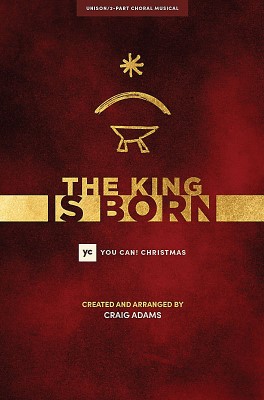 UNISON/2-PART CHORAL MUSICAL
THE KING
IS BORN
yc YOU CAN! CHRISTMAS
CREATED AND ARRANGED BY
CRAIG ADAMS